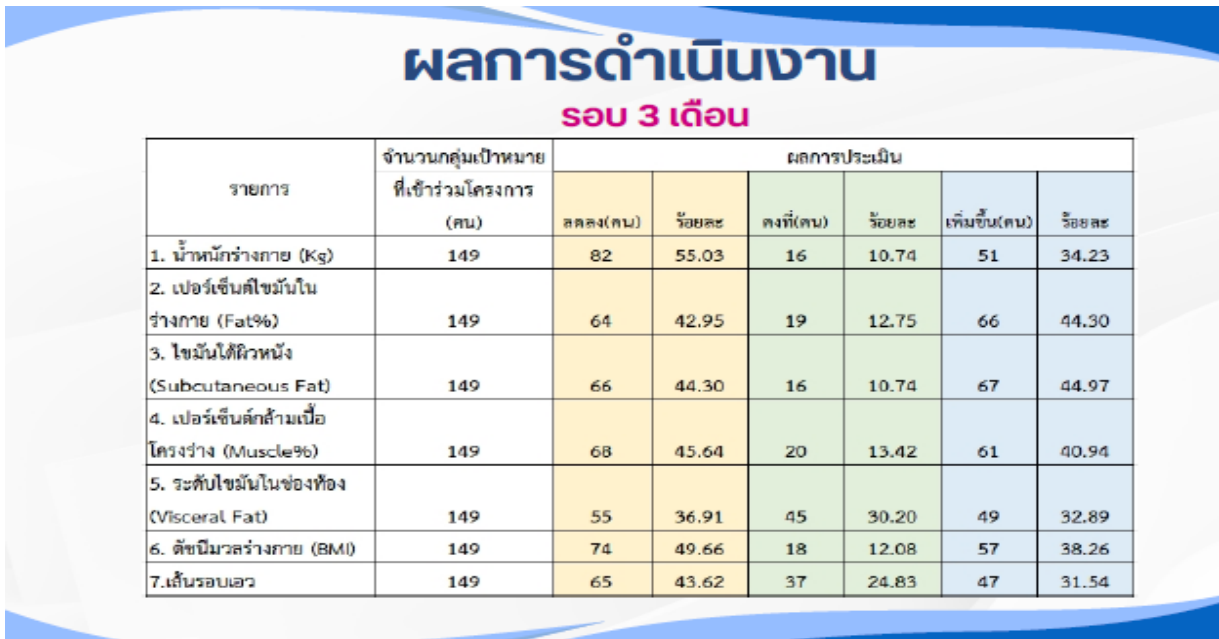 ผลการดำเนินงาน
รอบ 3 เดือน
รายการ จำนวนกลุ่มเป้าหมาย ที่เข้าร่วมโครงการ (คน) ผลการประเมิน
ลดลง(คน) ร้อยละ คงที่(คน) ร้อยละ เพิ่มขึ้น(คน) ร้อยละ
1. น้ำหนักร่างกาย (Kg) 149 82 55.03 16 10.74 51 34.23
2. เปอร์เซ็นต์ไขมันใน
ร่างกาย (Fat%) 149 64 42.95 19 12.75 66 44.30
3. ไขมันใต้ผิวหนัง
(Subcutaneous Fat) 149 66 44.30 16 10.74 67 44.97
4. เปอร์เซ็นต์กล้ามเนื้อ
โครงร่าง (Muscle%) 149 68 45.64 20 13.42 61 40.94
5. ระดับไขมันในช่องท้อง
(Visceral Fat) 149 55 36.91 45 30.20 49 32.89
6. ดัชนีมวลร่างกาย (BMI) 149 74 49.66 18 12.08 57 38.26
7.เส้นรอบเอว 149 65 43.62 37 24.83 47 31.54